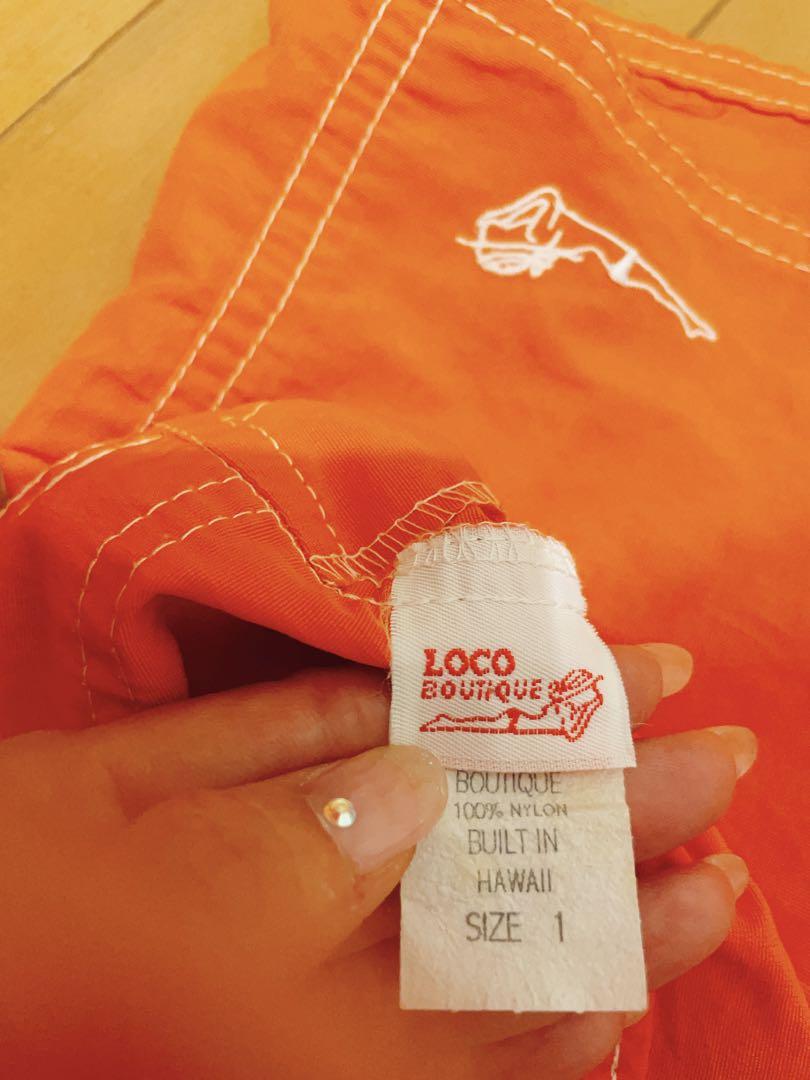 LOCO
BOUTIQUE
BOUTIQUE
100% NYLON
BUILT IN
HAWAII
SIZE 1